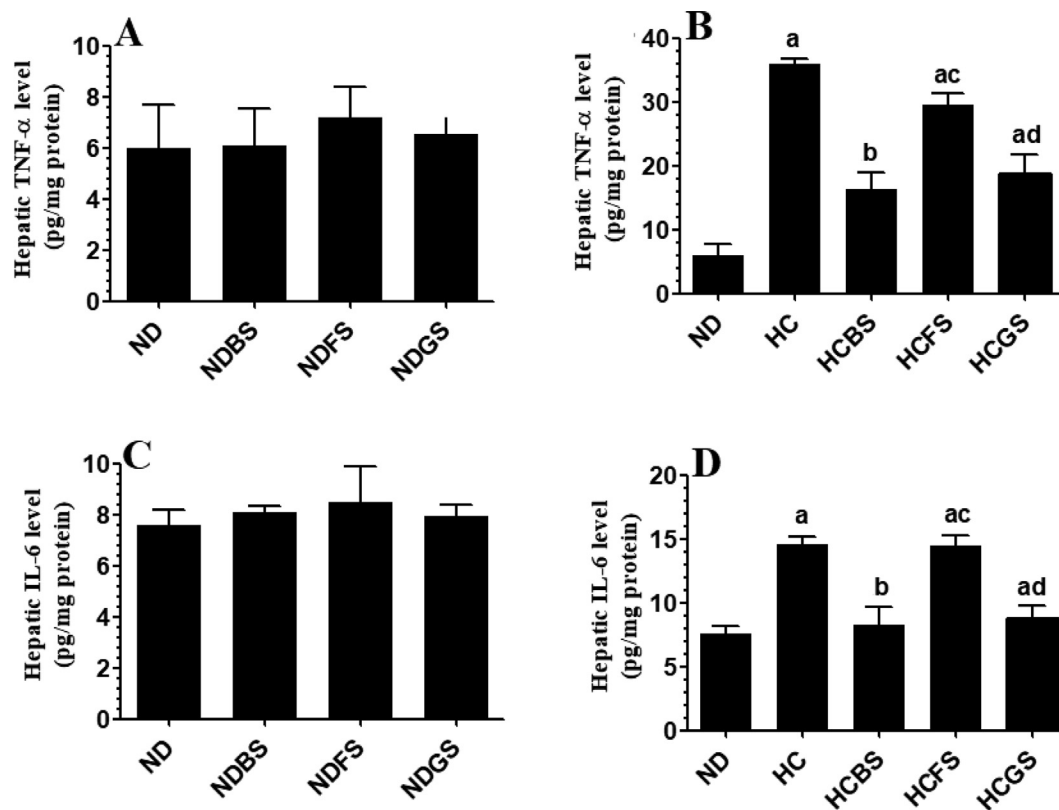 A
Hepatic TNF-α level
(pg/mg protein)
10
8
6
4
2
0
ND
NDBS
NDFS
NDGS
B
Hepatic TNF-α level
(pg/mg protein)
40
30
20
10
0
a
b
ac
ad
ND
HC
HCBS
HCFS
HCGS
C
Hepatic IL-6 level
(pg/mg protein)
10
8
6
4
2
0
ND
NDBS
NDFS
NDGS
D
Hepatic IL-6 level
(pg/mg protein)
20
15
10
5
0
a
b
ac
ad
ND
HC
HCBS
HCFS
HCGS